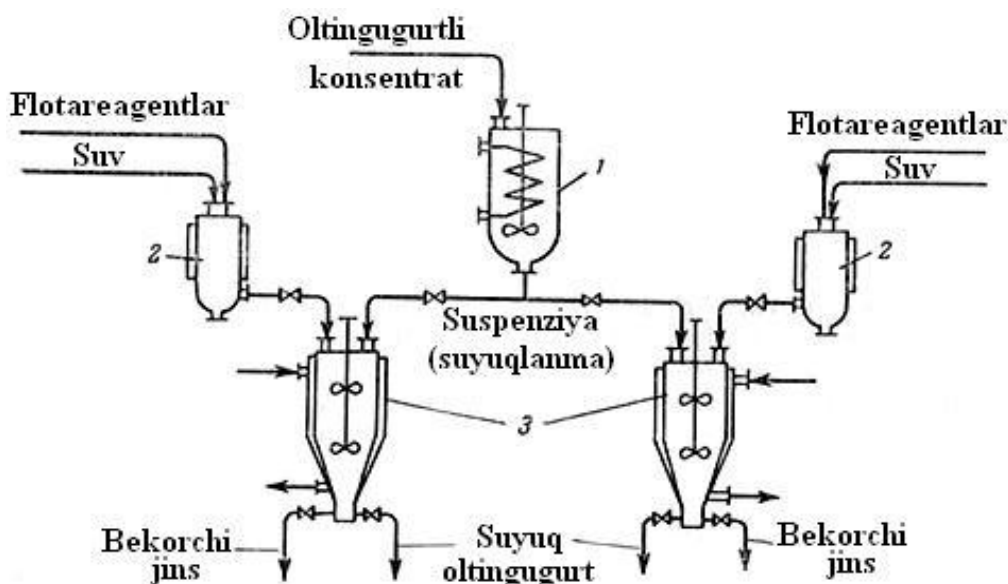 Oltingugurtli
konsentrat
Flotareagentlar
Suv
Flotareagentlar
Suv
1
2
2
Suspenziya
(suyuqlanma)
3
Bekorchi
jins
Suyuq
oltingugurt
Bekorchi
jins